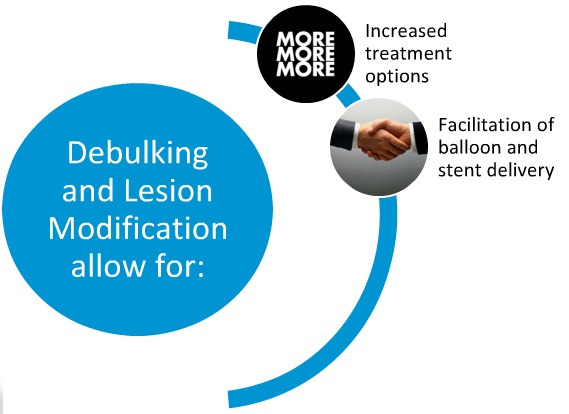 Debulking
and Lesion
Modification
allow for:
MORE
MORE
MORE
Increased
treatment
options
Facilitation of
balloon and
stent delivery